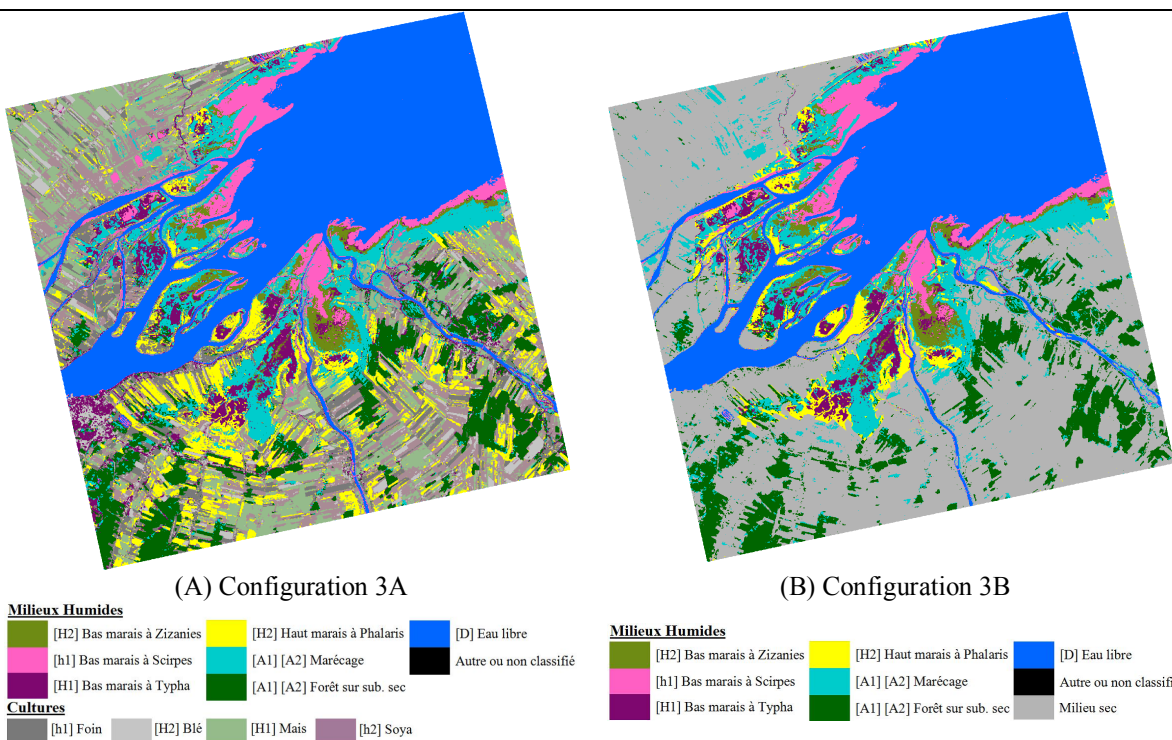 (A) Configuration 3A
(B) Configuration 3B
Milieux Humides
[H2] Bas marais à Zizanies
[H2] Haut marais à Phalaris
[D] Eau libre
[h1] Bas marais à Scirpes
[A1] [A2] Marécage
Autre ou non classifié
[H1] Bas marais à Typha
[A1] [A2] Forêt sur sub. sec
Cultures
[h1] Foin
[H2] Blé
[H1] Mais
[h2] Soya
Milieux Humides
[H2] Bas marais à Zizanies
[H2] Haut marais à Phalaris
[D] Eau libre
[h1] Bas marais à Scirpes
[A1] [A2] Marécage
Autre ou non classifié
[H1] Bas marais à Typha
[A1] [A2] Forêt sur sub. sec
Milieu sec